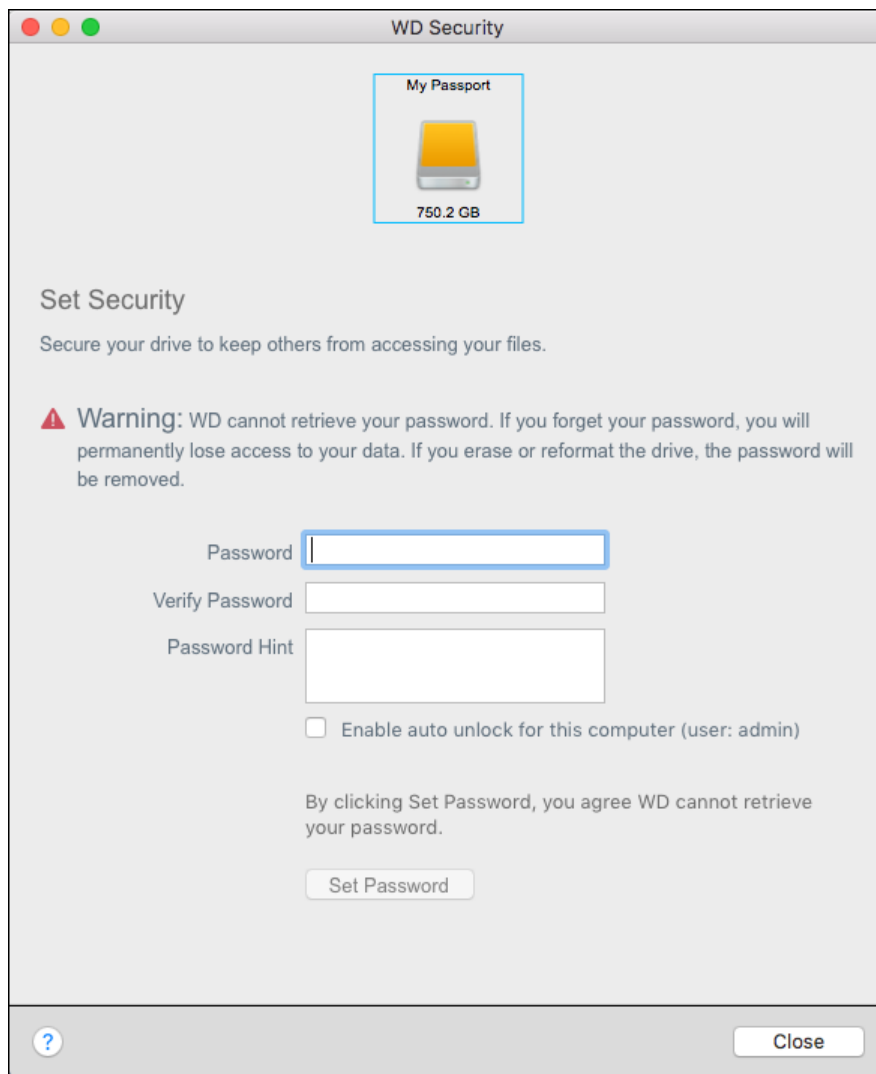 WD Security
My Passport
750.2 GB
Set Security
Secure your drive to keep others from accessing your files.
Warning: WD cannot retrieve your password. If you forget your password, you will
permanently lose access to your data. If you erase or reformat the drive, the password will
be removed.
Password
Verify Password
Password Hint
Enable auto unlock for this computer (user: admin)
By clicking Set Password, you agree WD cannot retrieve
your password.
Set Password
?
Close